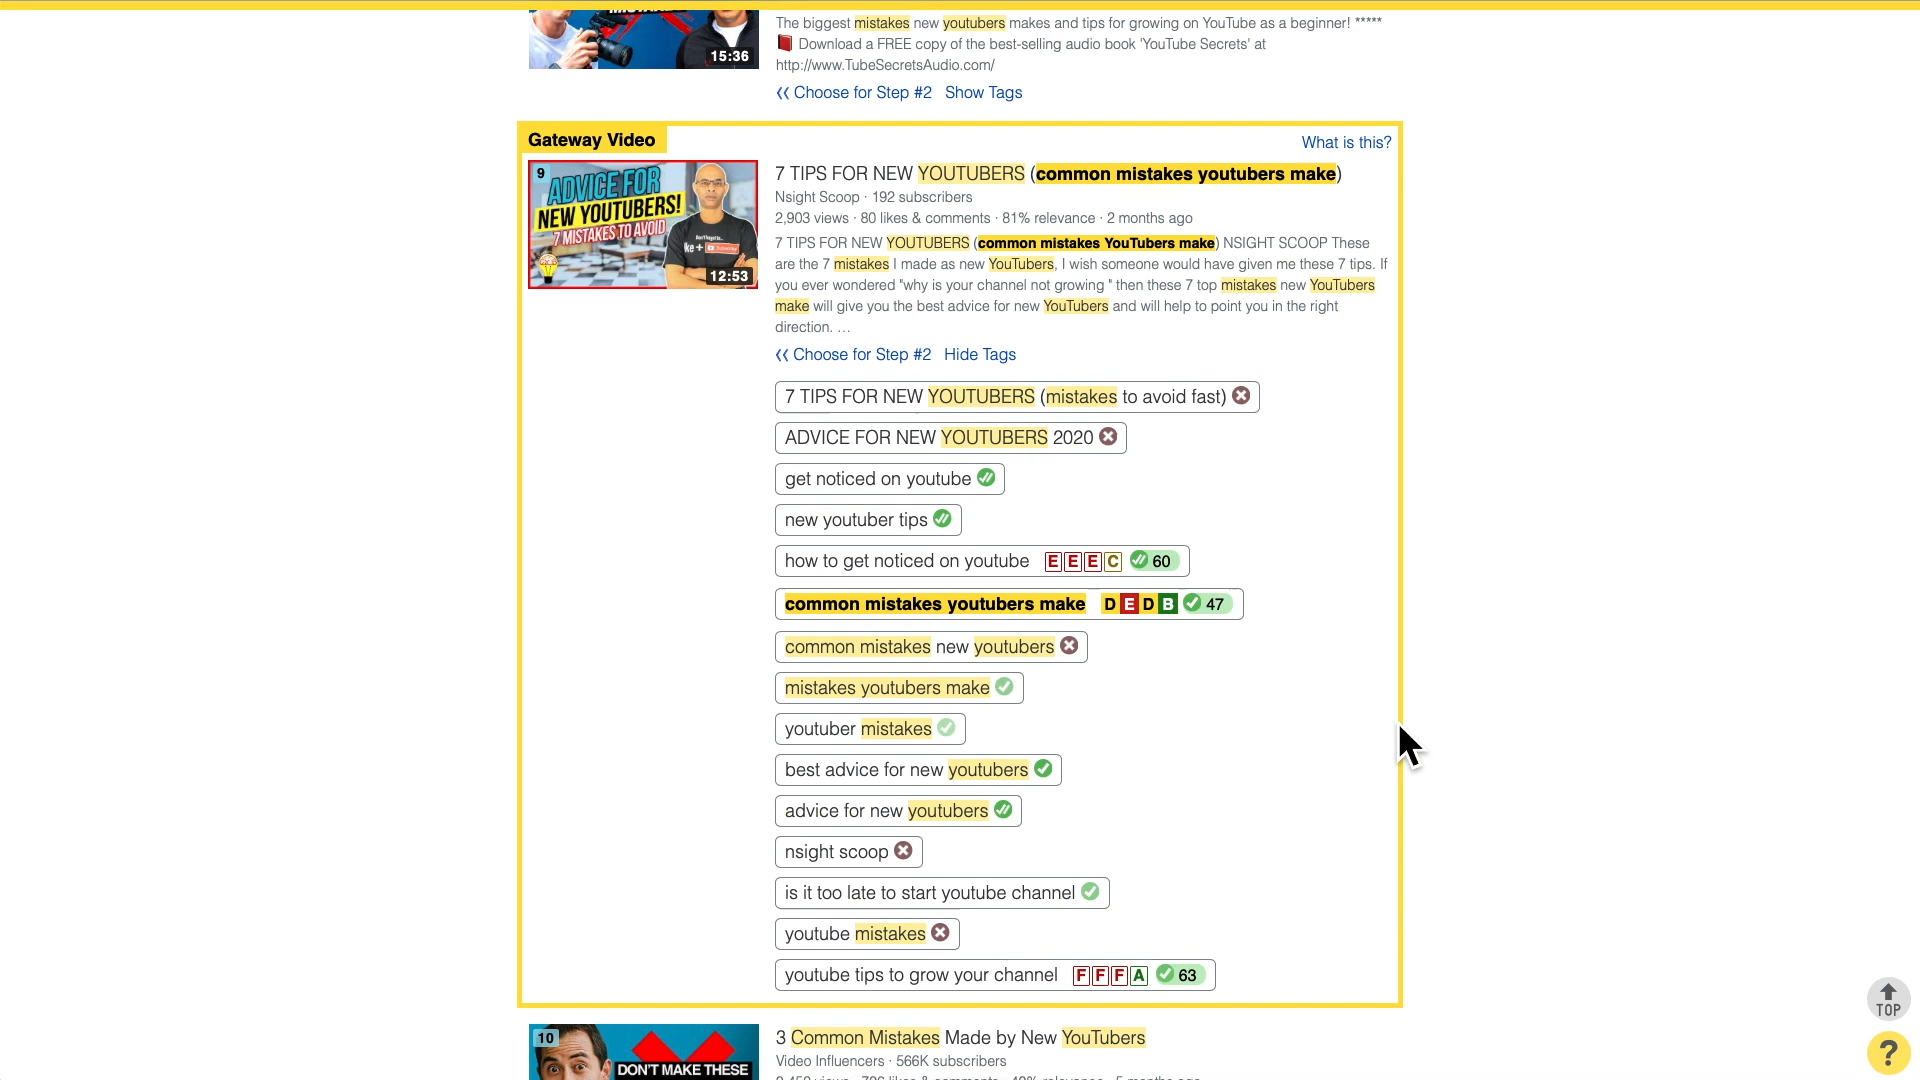 The biggest mistakes new youtubers makes and tips for growing on YouTube as a beginner! *****
15:36
Download a FREE copy of the best-selling audio book 'YouTube Secrets' at
http://www.TubeSecretsAudio.com/
Choose for Step #2 Show Tags
Gateway Video
What is this?
9
ADVICE FOR
NEW YOUTUBERS!
7 MISTAKES TO AVOID
12:53
7 TIPS FOR NEW YOUTUBERS (common mistakes youtubers make)
Nsight Scoop · 192 subscribers
2,903 views · 80 likes & comments · 81% relevance · 2 months ago
7 TIPS FOR NEW YOUTUBERS (common mistakes YouTubers make) NSIGHT SCOOP These
are the 7 mistakes I made as new YouTubers, I wish someone would have given me these 7 tips. If
you ever wondered "why is your channel not growing " then these 7 top mistakes new YouTubers
make will give you the best advice for new YouTubers and will help to point you in the right
direction. …
Choose for Step #2 Hide Tags
7 TIPS FOR NEW YOUTUBERS (mistakes to avoid fast)
ADVICE FOR NEW YOUTUBERS 2020
get noticed on youtube
new youtuber tips
how to get noticed on youtube E E E C 60
common mistakes youtubers make D E D B 47
common mistakes new youtubers
mistakes youtubers make
youtuber mistakes
best advice for new youtubers
advice for new youtubers
nsight scoop
is it too late to start youtube channel
youtube mistakes
youtube tips to grow your channel F F F A 63
TOP
?
10
DON'T MAKE THESE
3 Common Mistakes Made by New YouTubers
Video Influencers · 566K subscribers